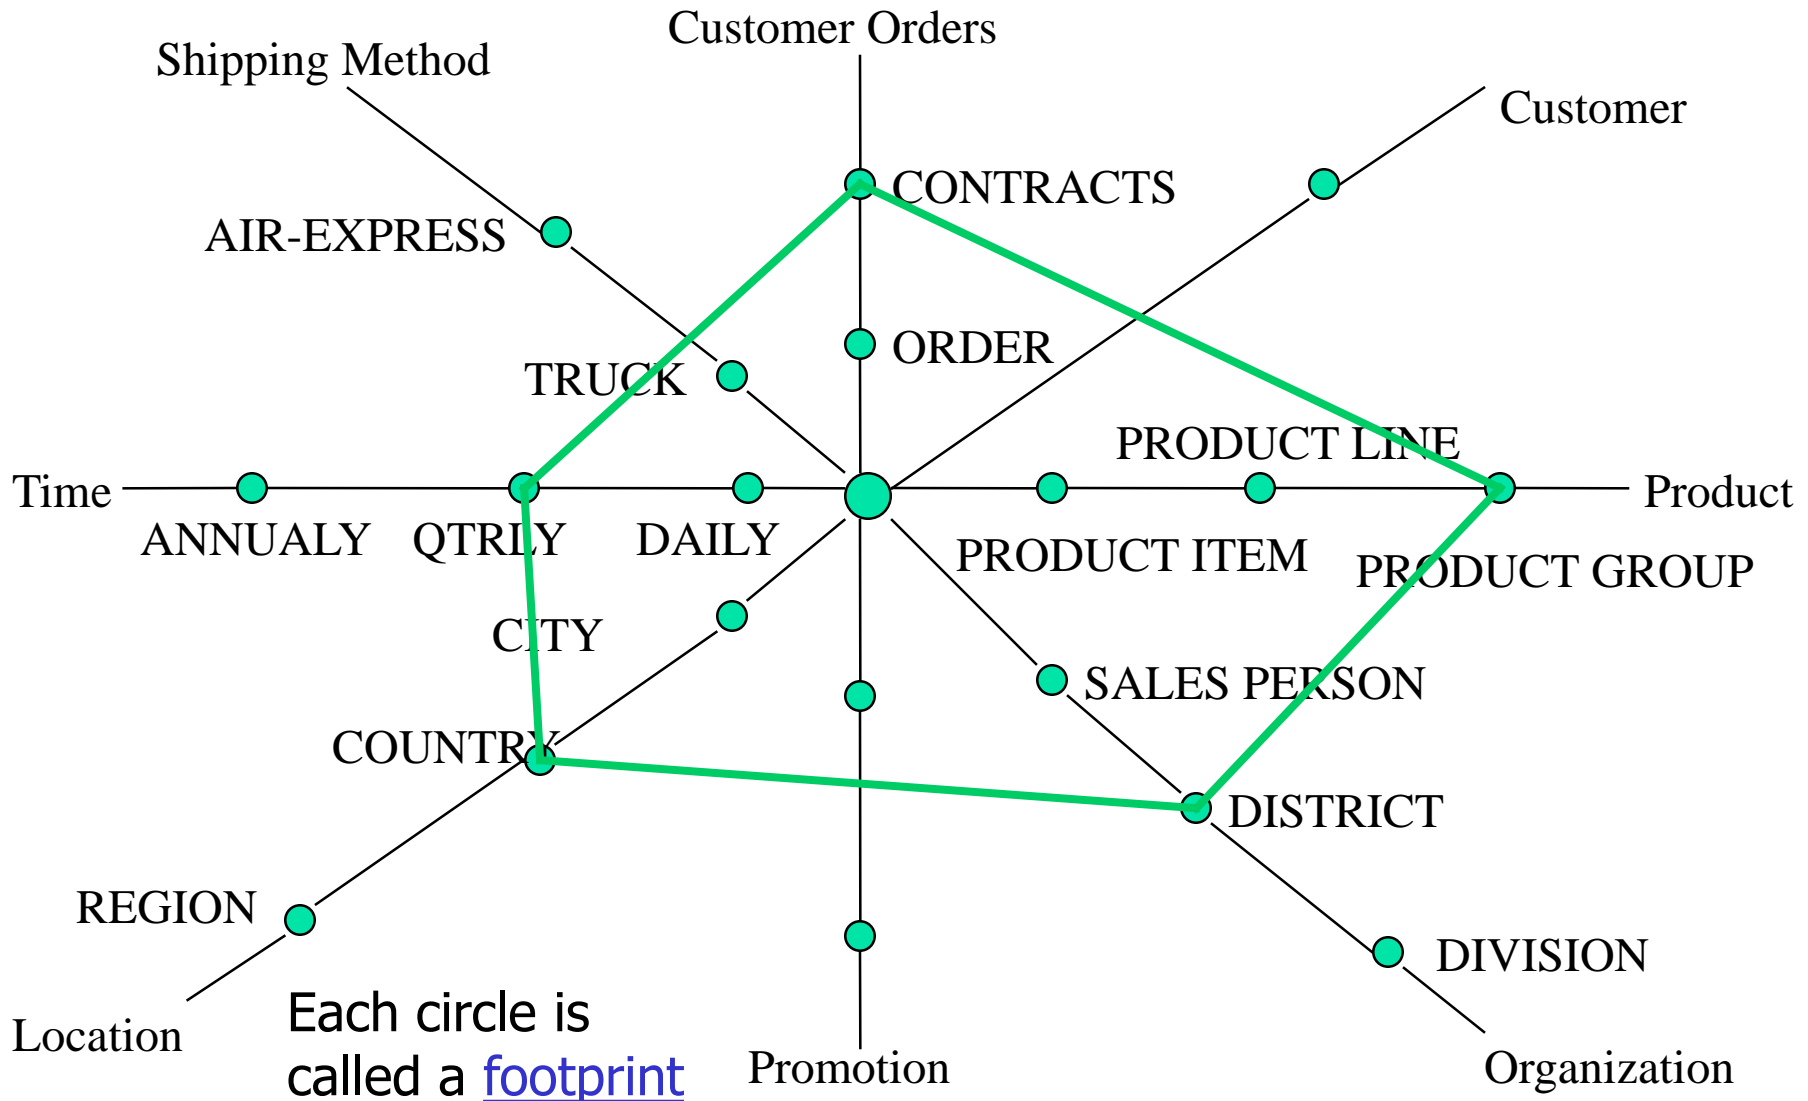 Customer Orders
Shipping Method
Customer
CONTRACTS
AIR-EXPRESS
ORDER
TRUCK
PRODUCT LINE
Time
Product
ANNUALY
QTRLY
DAILY
PRODUCT ITEM
PRODUCT GROUP
CITY
SALES PERSON
COUNTRY
DISTRICT
REGION
DIVISION
Location
Each circle is
called a footprint
Promotion
Organization